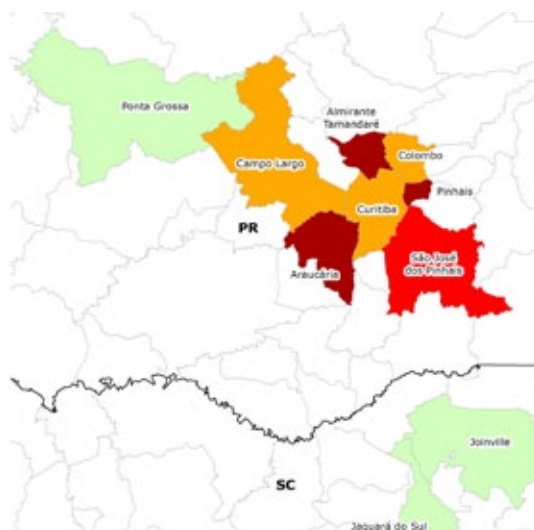 Ponta Grossa
Almirante
Tamandaré
Colombo
Campo Largo
Pinhais
Curitiba
PR
São José
dos Pinhais
Araucária
Joinville
SC
Jaguará do Sul